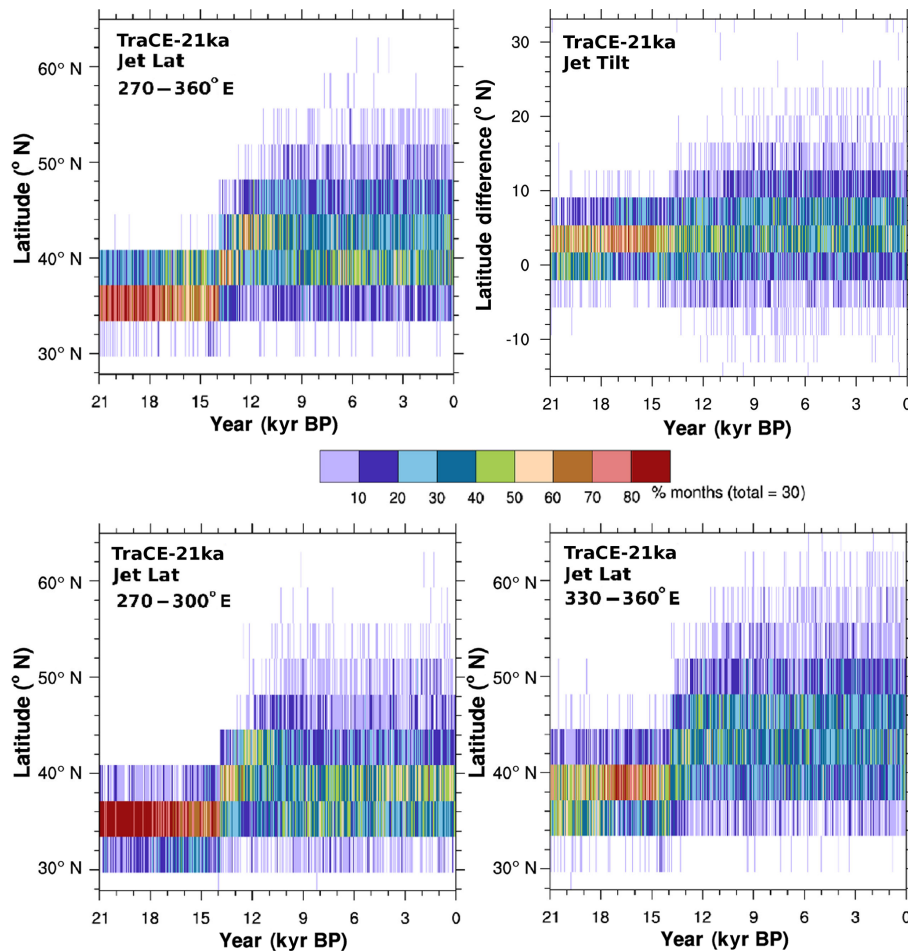 TraCE-21ka
Jet Lat
270−360° E
60° N
50° N
40° N
30° N
Latitude (° N)
21 18 15 12 9 6 3 0
Year (kyr BP)
TraCE-21ka
Jet Tilt
30
20
10
0
-10
Latitude difference (° N)
21 18 15 12 9 6 3 0
Year (kyr BP)
10 20 30 40 50 60 70 80 % months (total = 30)
TraCE-21ka
Jet Lat
270−300° E
60° N
50° N
40° N
30° N
Latitude (° N)
21 18 15 12 9 6 3 0
Year (kyr BP)
TraCE-21ka
Jet Lat
330−360° E
60° N
50° N
40° N
30° N
Latitude (° N)
21 18 15 12 9 6 3 0
Year (kyr BP)